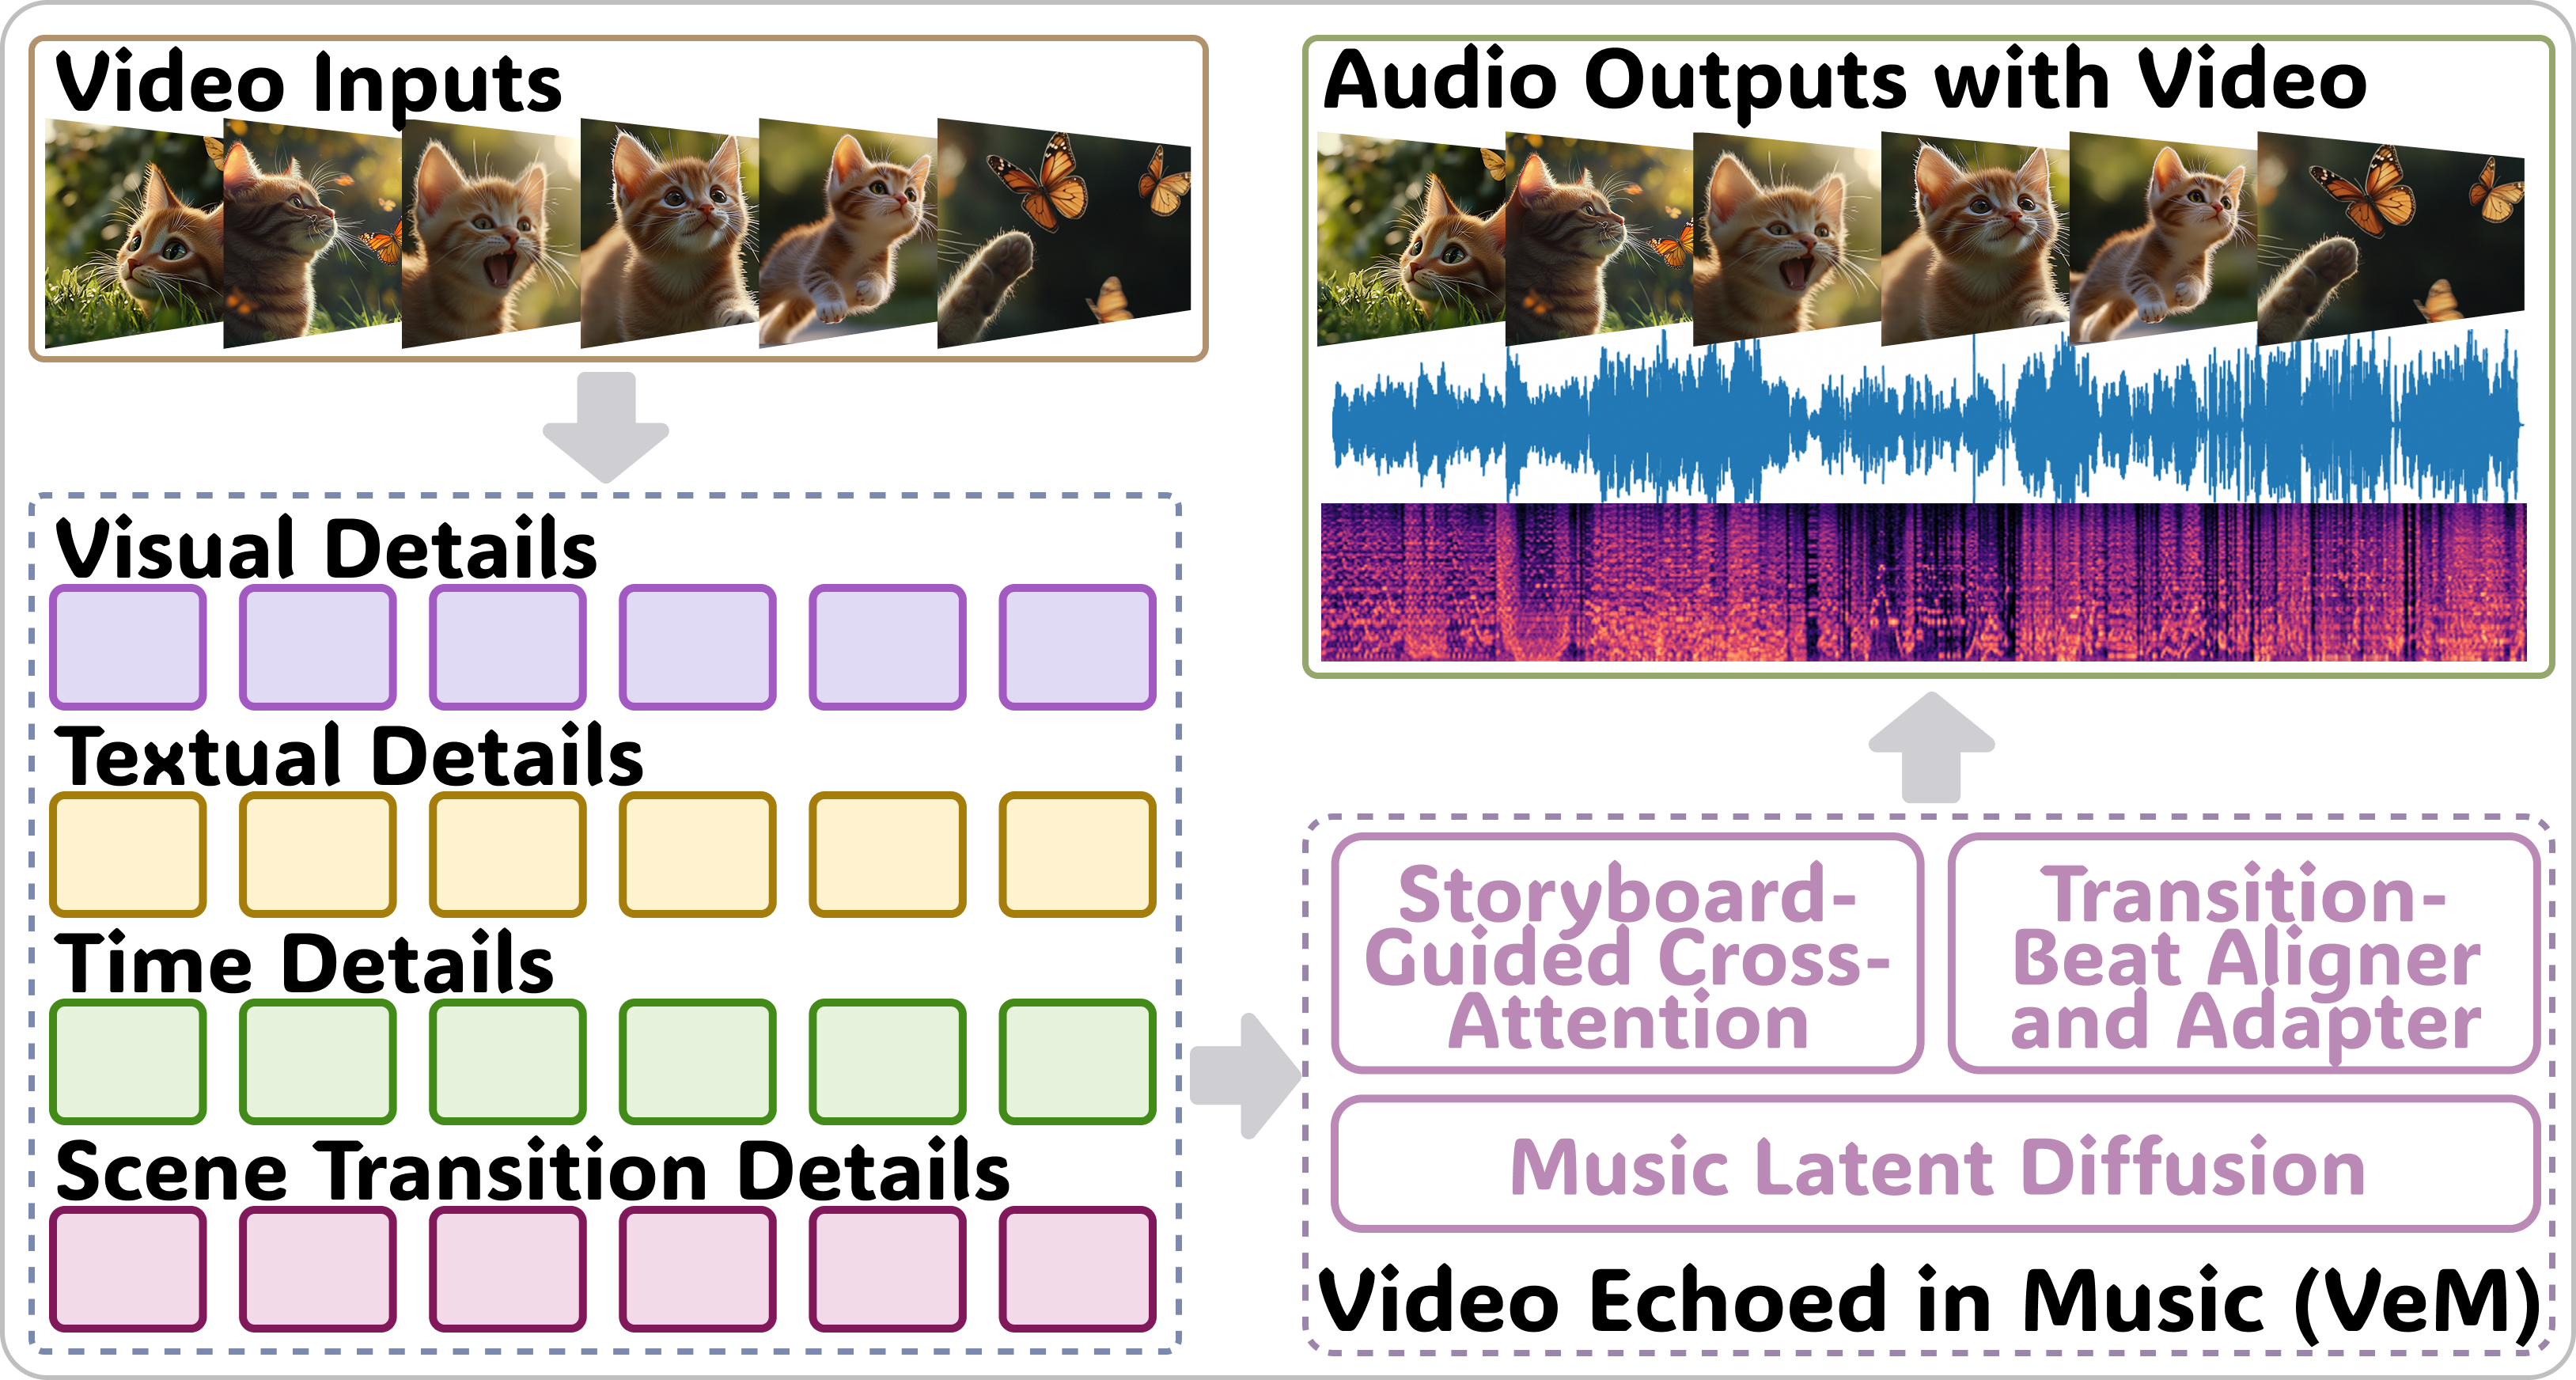 Video Inputs
Visual Details
Textual Details
Time Details
Scene Transition Details
Audio Outputs with Video
Storyboard-
Guided Cross-
Attention
Transition-
Beat Aligner
and Adapter
Music Latent Diffusion
Video Echoed in Music (VeM)